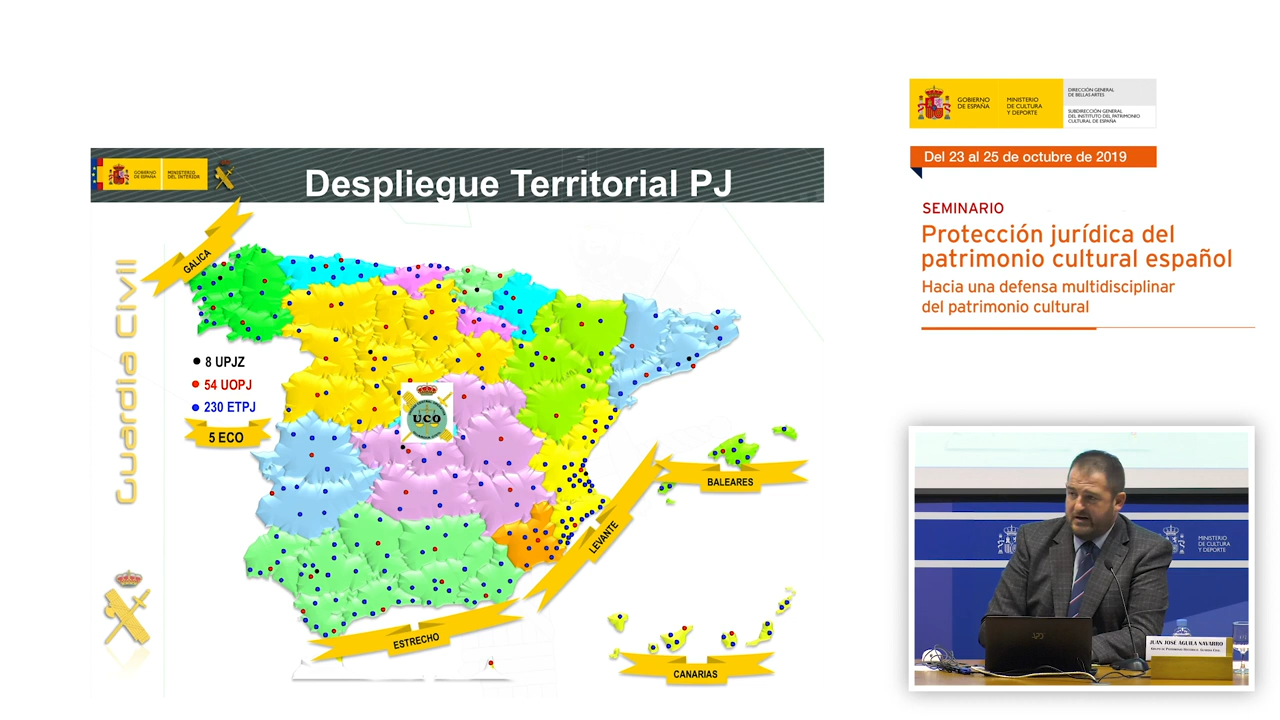 GOBIERNO
DE ESPAÑA
MINISTERIO
DEL INTERIOR
Despliegue Territorial PJ
Guardia Civil
GALICA
8 UPJZ
54 UOPJ
230 ETPJ
5 ECO
UCO
BALEARES
LEVANTE
ESTRECHO
CANARIAS
GOBIERNO
DE ESPAÑA
MINISTERIO
DE CULTURA
Y DEPORTE
DIRECCIÓN GENERAL
DE BELLAS ARTES
SUBDIRECCIÓN GENERAL
DEL INSTITUTO DEL PATRIMONIO
CULTURAL DE ESPAÑA
Del 23 al 25 de octubre de 2019
SEMINARIO
Protección jurídica del
patrimonio cultural español
Hacia una defensa multidisciplinar
del patrimonio cultural
MINISTERIO
DE CULTURA
Y DEPORTE
JUAN JOSÉ ÁGUILA NAVARRO